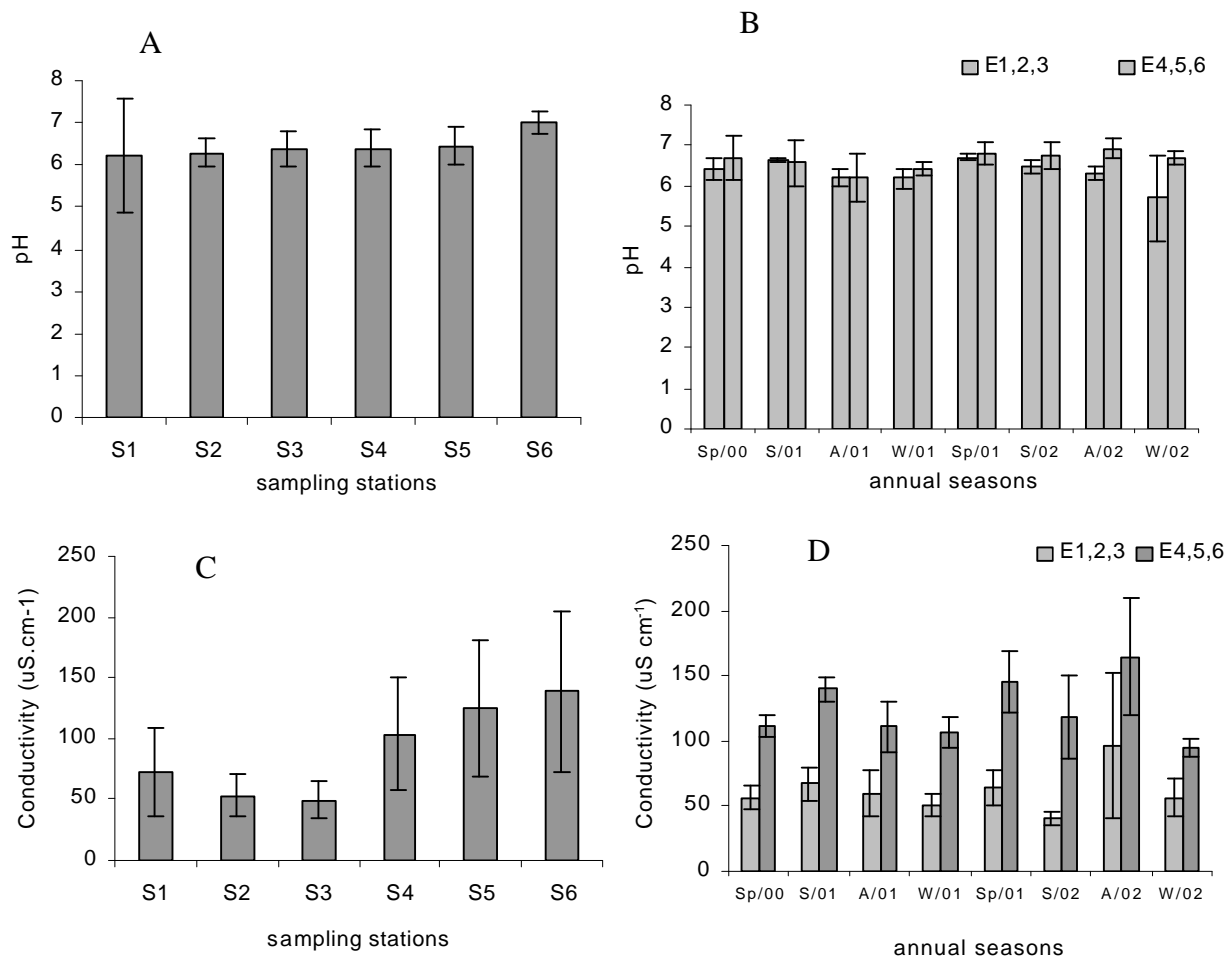 A
8
7
6
5
4
3
2
1
0
pH
S1 S2 S3 S4 S5 S6
sampling stations
B
E1,2,3 E4,5,6
8
7
6
5
4
3
2
1
0
pH
Sp/00 S/01 A/01 W/01 Sp/01 S/02 A/02 W/02
annual seasons
C
250
200
150
100
50
0
Conductivity (uS.cm-1)
S1 S2 S3 S4 S5 S6
sampling stations
D
E1,2,3 E4,5,6
250
200
150
100
50
0
Conductivity (uS cm⁻¹)
Sp/00 S/01 A/01 W/01 Sp/01 S/02 A/02 W/02
annual seasons